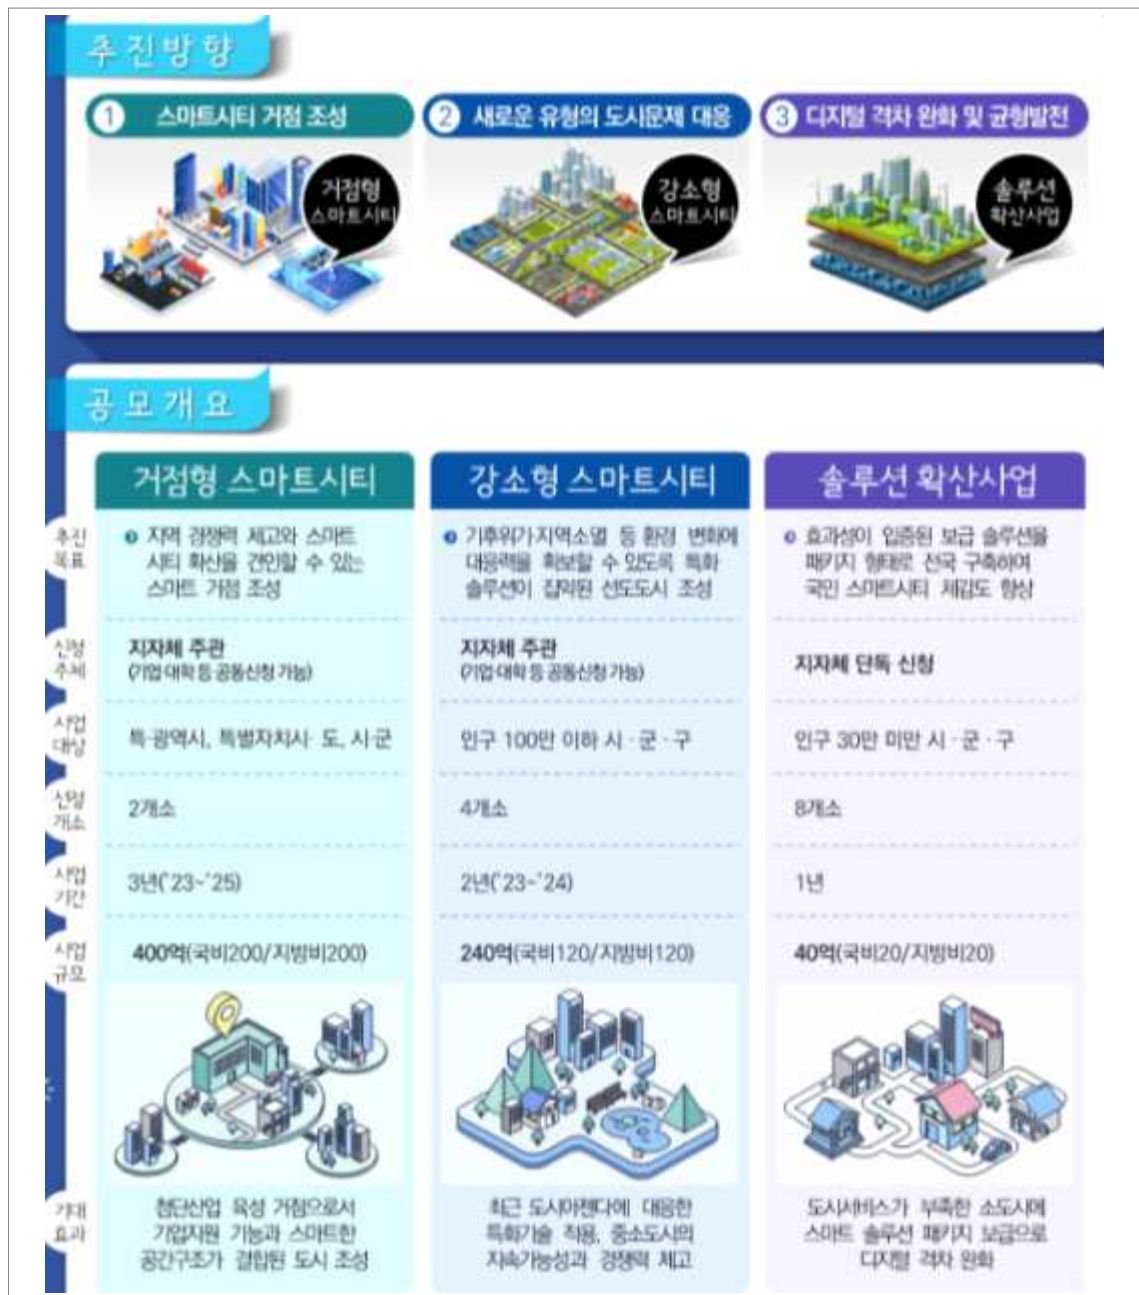 추진방향
1 스마트시티 거점 조성
2 새로운 유형의 도시문제 대응
3 디지털 격차 완화 및 균형발전
거점형
스마트시티
강소형
스마트시티
솔루션
확산사업
공모개요
거점형 스마트시티
강소형 스마트시티
솔루션 확산사업
추진
목표
지역 경쟁력 제고와 스마트
시티 확산을 견인할 수 있는
스마트 거점 조성
기후위기·지역소멸 등 환경 변화에
대응력을 확보할 수 있도록 특화
솔루션이 집약된 선도도시 조성
효과성이 입증된 보급 솔루션을
패키지 형태로 전국 구축하여
국민 스마트시티 체감도 향상
신청
주체
지자체 주관
(기업·대학 등 공동신청 가능)
지자체 주관
(기업·대학 등 공동신청 가능)
지자체 단독 신청
사업
대상
특·광역시, 특별자치시·도, 시·군
인구 100만 이하 시·군·구
인구 30만 미만 시·군·구
선정
개소
2개소
4개소
8개소
사업
기간
3년('23~'25)
2년('23~'24)
1년
사업
규모
400억(국비200/지방비200)
240억(국비120/지방비120)
40억(국비20/지방비20)
기대
효과
첨단산업 육성 거점으로서
기업지원 기능과 스마트한
공간구조가 결합된 도시 조성
최근 도시아젠다에 대응한
특화기술 적용, 중소도시의
지속가능성과 경쟁력 제고
도시서비스가 부족한 소도시에
스마트 솔루션 패키지 보급으로
디지털 격차 완화